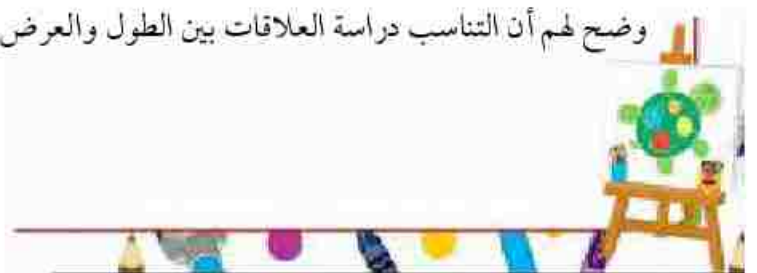 وضح لهم أن التناسب دراسة العلاقات بين الطول والعرض